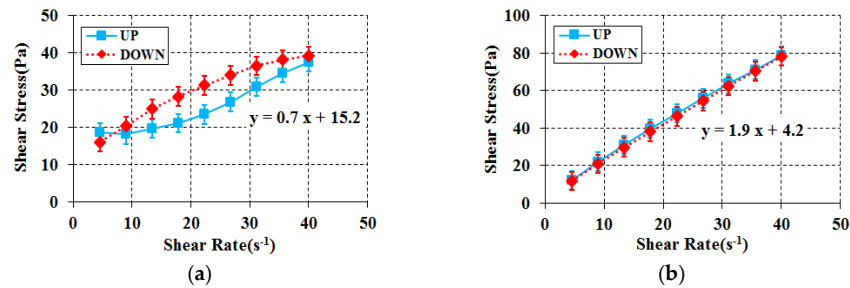 50
40
30
20
10
0
Shear Stress(Pa)
UP
DOWN
y = 0.7 x + 15.2
0 10 20 30 40 50
Shear Rate(s-1)
(a)
100
80
60
40
20
0
Shear Stress(Pa)
UP
DOWN
y = 1.9 x + 4.2
0 10 20 30 40 50
Shear Rate(s-1)
(b)